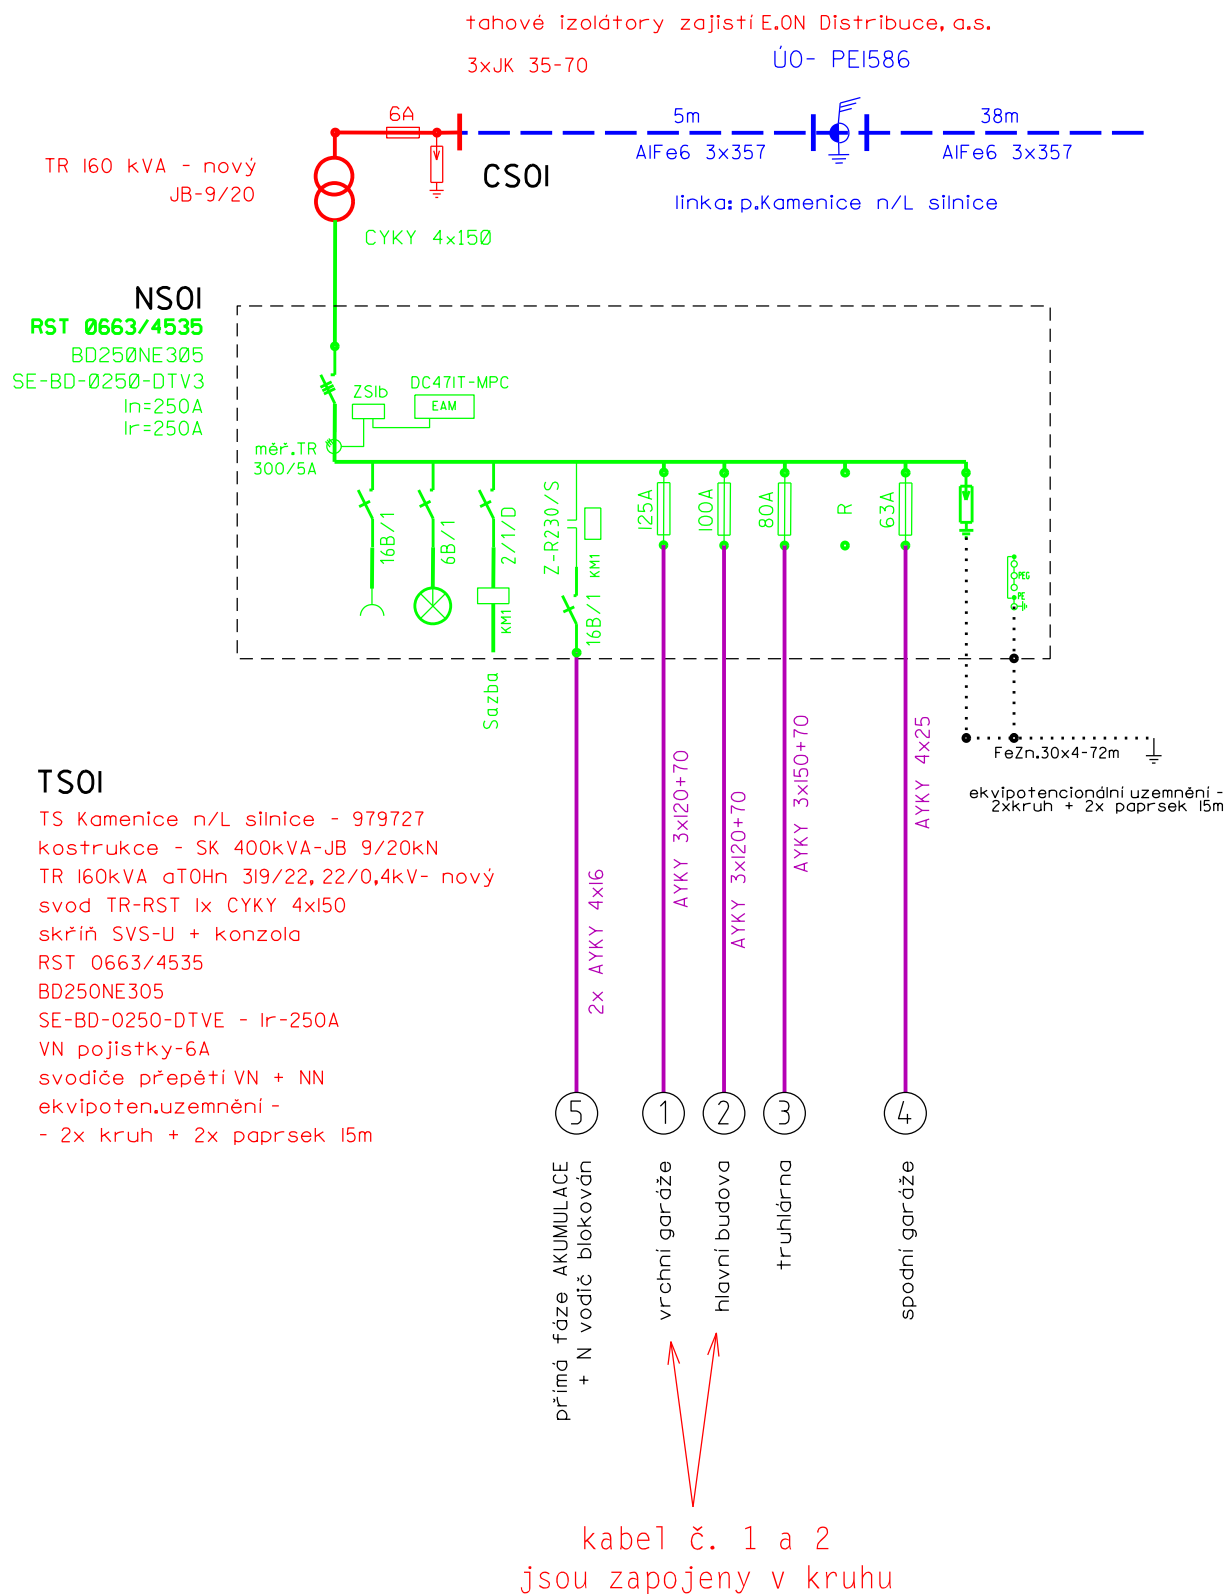 tahové izolátory zajistí E.ON Distribuce, a.s.
3xJK 35-70
ÚO- PE1586
6A
5m
38m
AlFe6 3x357
AlFe6 3x357
TR 160 kVA - nový
JB-9/20
CS01
linka: p.Kamenice n/L silnice
CYKY 4x150
NS01
RST 0663/4535
BD250NE305
SE-BD-0250-DTV3
In=250A
Ir=250A
ZS1b
DC471T-MPC
EAM
měř.TR
300/5A
16B/1
6B/1
2/1/D
KM1
Sazba
Z-R230/S
KM1
16B/1
125A
100A
80A
R
63A
PEG
PE
FeZn.30x4-72m
ekvipotencionální uzemnění -
2xkruh + 2x paprsek 15m
2x AYKY 4x16
AYKY 3x120+70
AYKY 3x120+70
AYKY 3x150+70
AYKY 4x25
TS01
TS Kamenice n/L silnice - 979727
kostrukce - SK 400kVA-JB 9/20kN
TR 160kVA aTOHn 319/22, 22/0,4kV- nový
svod TR-RST 1x CYKY 4x150
skříň SVS-U + konzola
RST 0663/4535
BD250NE305
SE-BD-0250-DTVE - Ir-250A
VN pojistky-6A
svodiče přepětí VN + NN
ekvipoten.uzemnění -
- 2x kruh + 2x paprsek 15m
5
1
2
3
4
přímá fáze AKUMULACE
+ N vodič blokován
vrchní garáže
hlavní budova
truhlárna
spodní garáže
kabel č. 1 a 2
jsou zapojeny v kruhu